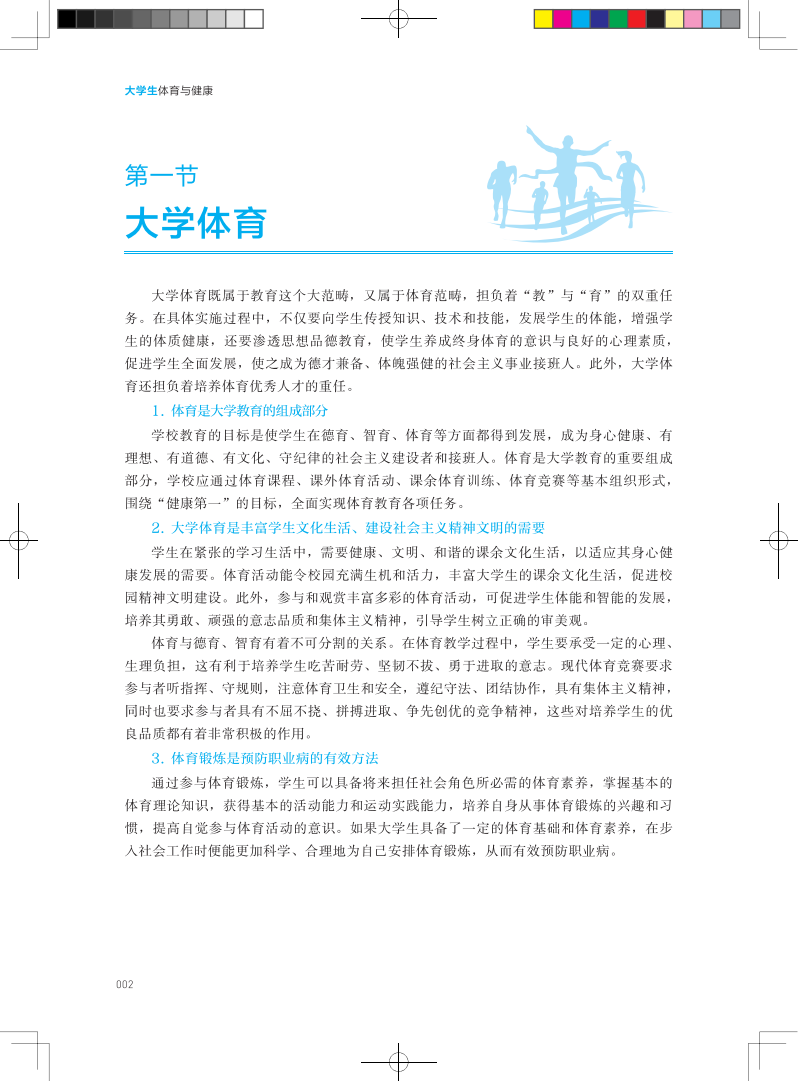 大学生体育与健康
第一节
大学体育
大学体育既属于教育这个大范畴，又属于体育范畴，担负着“教”与“育”的双重任
务。在具体实施过程中，不仅要向学生传授知识、技术和技能，发展学生的体能，增强学
生的体质健康，还要渗透思想品德教育，使学生养成终身体育的意识与良好的心理素质，
促进学生全面发展，使之成为德才兼备、体魄强健的社会主义事业接班人。此外，大学体
育还担负着培养体育优秀人才的重任。
1. 体育是大学教育的组成部分
学校教育的目标是使学生在德育、智育、体育等方面都得到发展，成为身心健康、有
理想、有道德、有文化、守纪律的社会主义建设者和接班人。体育是大学教育的重要组成
部分，学校应通过体育课程、课外体育活动、课余体育训练、体育竞赛等基本组织形式，
围绕“健康第一”的目标，全面实现体育教育各项任务。
2. 大学体育是丰富学生文化生活、建设社会主义精神文明的需要
学生在紧张的学习生活中，需要健康、文明、和谐的课余文化生活，以适应其身心健
康发展的需要。体育活动能令校园充满生机和活力，丰富大学生的课余文化生活，促进校
园精神文明建设。此外，参与和观赏丰富多彩的体育活动，可促进学生体能和智能的发展，
培养其勇敢、顽强的意志品质和集体主义精神，引导学生树立正确的审美观。
体育与德育、智育有着不可分割的关系。在体育教学过程中，学生要承受一定的心理、
生理负担，这有利于培养学生吃苦耐劳、坚韧不拔、勇于进取的意志。现代体育竞赛要求
参与者听指挥、守规则，注意体育卫生和安全，遵纪守法、团结协作，具有集体主义精神，
同时也要求参与者具有不屈不挠、拼搏进取、争先创优的竞争精神，这些对培养学生的优
良品质都有着非常积极的作用。
3. 体育锻炼是预防职业病的有效方法
通过参与体育锻炼，学生可以具备将来担任社会角色所必需的体育素养，掌握基本的
体育理论知识，获得基本的活动能力和运动实践能力，培养自身从事体育锻炼的兴趣和习
惯，提高自觉参与体育活动的意识。如果大学生具备了一定的体育基础和体育素养，在步
入社会工作时便能更加科学、合理地为自己安排体育锻炼，从而有效预防职业病。
002